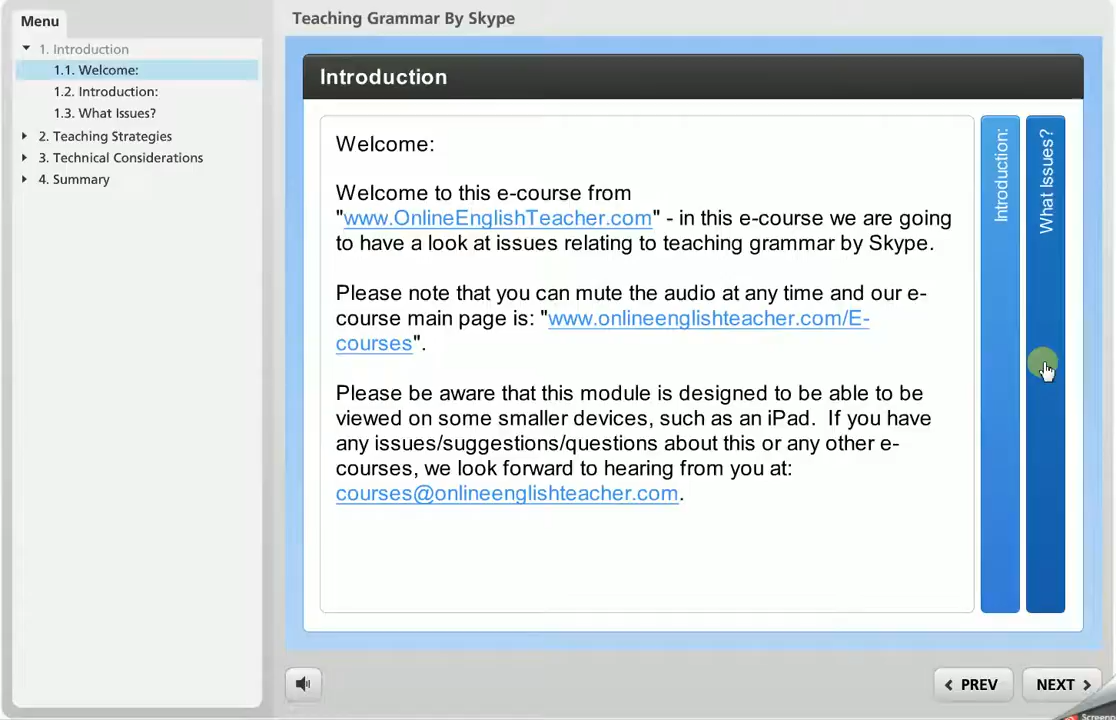 Menu
1. Introduction
1.1. Welcome:
1.2. Introduction:
1.3. What Issues?
2. Teaching Strategies
3. Technical Considerations
4. Summary
Teaching Grammar By Skype
Introduction
Welcome:
Welcome to this e-course from
"www.OnlineEnglishTeacher.com" - in this e-course we are going
to have a look at issues relating to teaching grammar by Skype.
Please note that you can mute the audio at any time and our e-
course main page is: "www.onlineenglishteacher.com/E-
courses".
Please be aware that this module is designed to be able to be
viewed on some smaller devices, such as an iPad.  If you have
any issues/suggestions/questions about this or any other e-
courses, we look forward to hearing from you at:
courses@onlineenglishteacher.com.
Introduction:
What Issues?
PREV
NEXT